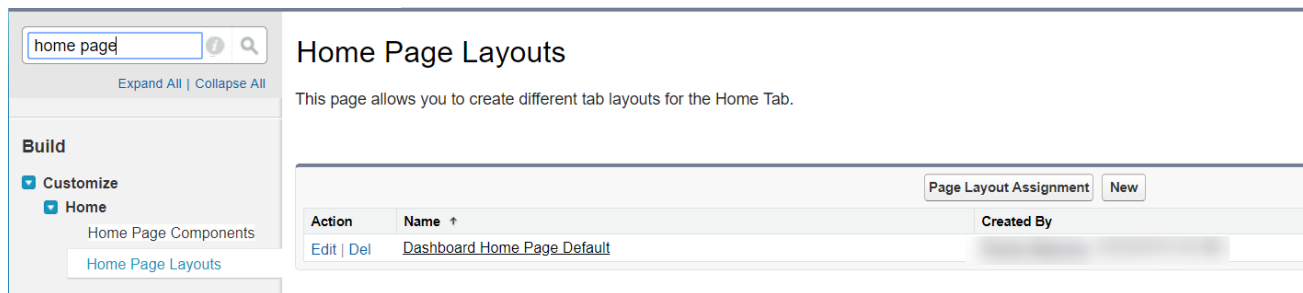 home page
Expand All | Collapse All
Build
Customize
Home
Home Page Components
Home Page Layouts
Home Page Layouts
This page allows you to create different tab layouts for the Home Tab.
Page Layout Assignment New
Action Name ↑ Created By
Edit | Del Dashboard Home Page Default